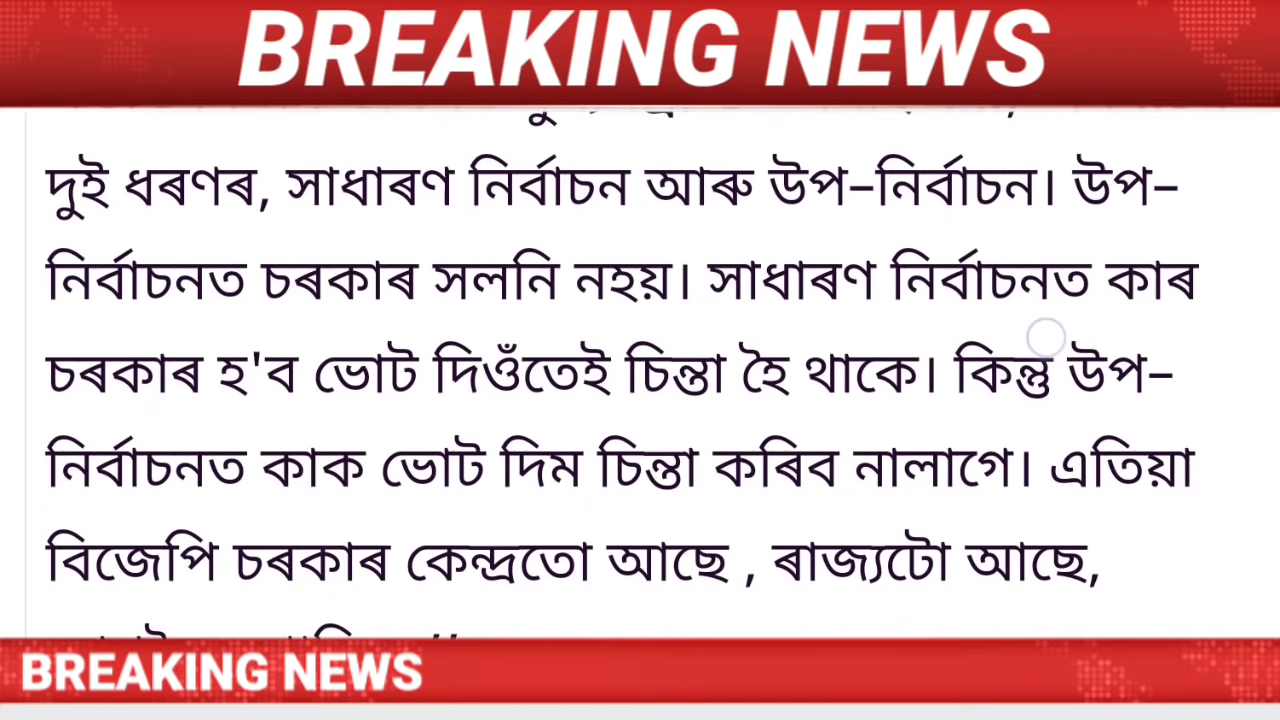 BREAKING NEWS
দুই ধৰণৰ, সাধাৰণ নিৰ্বাচন আৰু উপ-নিৰ্বাচন। উপ-
নিৰ্বাচনত চৰকাৰ সলনি নহয়। সাধাৰণ নিৰ্বাচনত কাৰ
চৰকাৰ হ'ব ভোট দিওঁতেই চিন্তা হৈ থাকে। কিন্তু উপ-
নিৰ্বাচনত কাক ভোট দিম চিন্তা কৰিব নালাগে। এতিয়া
বিজেপি চৰকাৰ কেন্দ্ৰতো আছে , ৰাজ্যটো আছে,
BREAKING NEWS